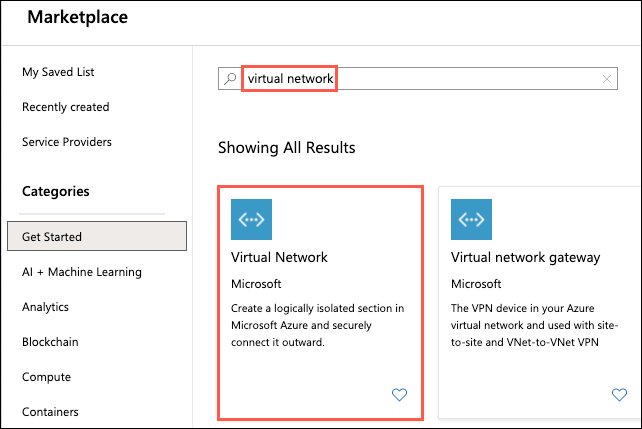 Marketplace
My Saved List
Recently created
Service Providers
Categories
Get Started
AI + Machine Learning
Analytics
Blockchain
Compute
Containers
virtual network
Showing All Results
Virtual Network
Microsoft
Create a logically isolated section in
Microsoft Azure and securely
connect it outward.
Virtual network gateway
Microsoft
The VPN device in your Azure
virtual network and used with site-
to-site and VNet-to-VNet VPN